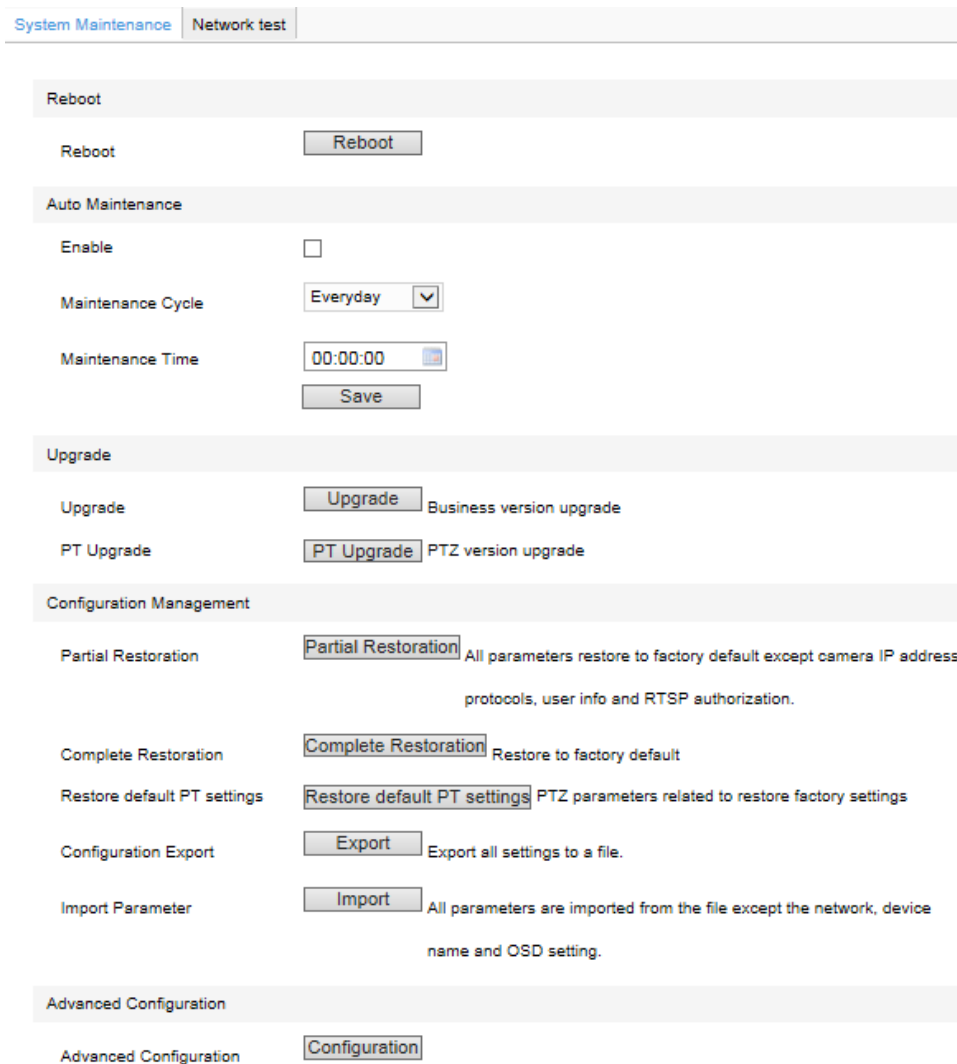 System Maintenance Network test
Reboot
Reboot Reboot
Auto Maintenance
Enable
Maintenance Cycle Everyday
Maintenance Time 00:00:00
Save
Upgrade
Upgrade Upgrade Business version upgrade
PT Upgrade PT Upgrade PTZ version upgrade
Configuration Management
Partial Restoration Partial Restoration All parameters restore to factory default except camera IP address
protocols, user info and RTSP authorization.
Complete Restoration Complete Restoration Restore to factory default
Restore default PT settings Restore default PT settings PTZ parameters related to restore factory settings
Configuration Export Export Export all settings to a file.
Import Parameter Import All parameters are imported from the file except the network, device
name and OSD setting.
Advanced Configuration
Advanced Configuration Configuration